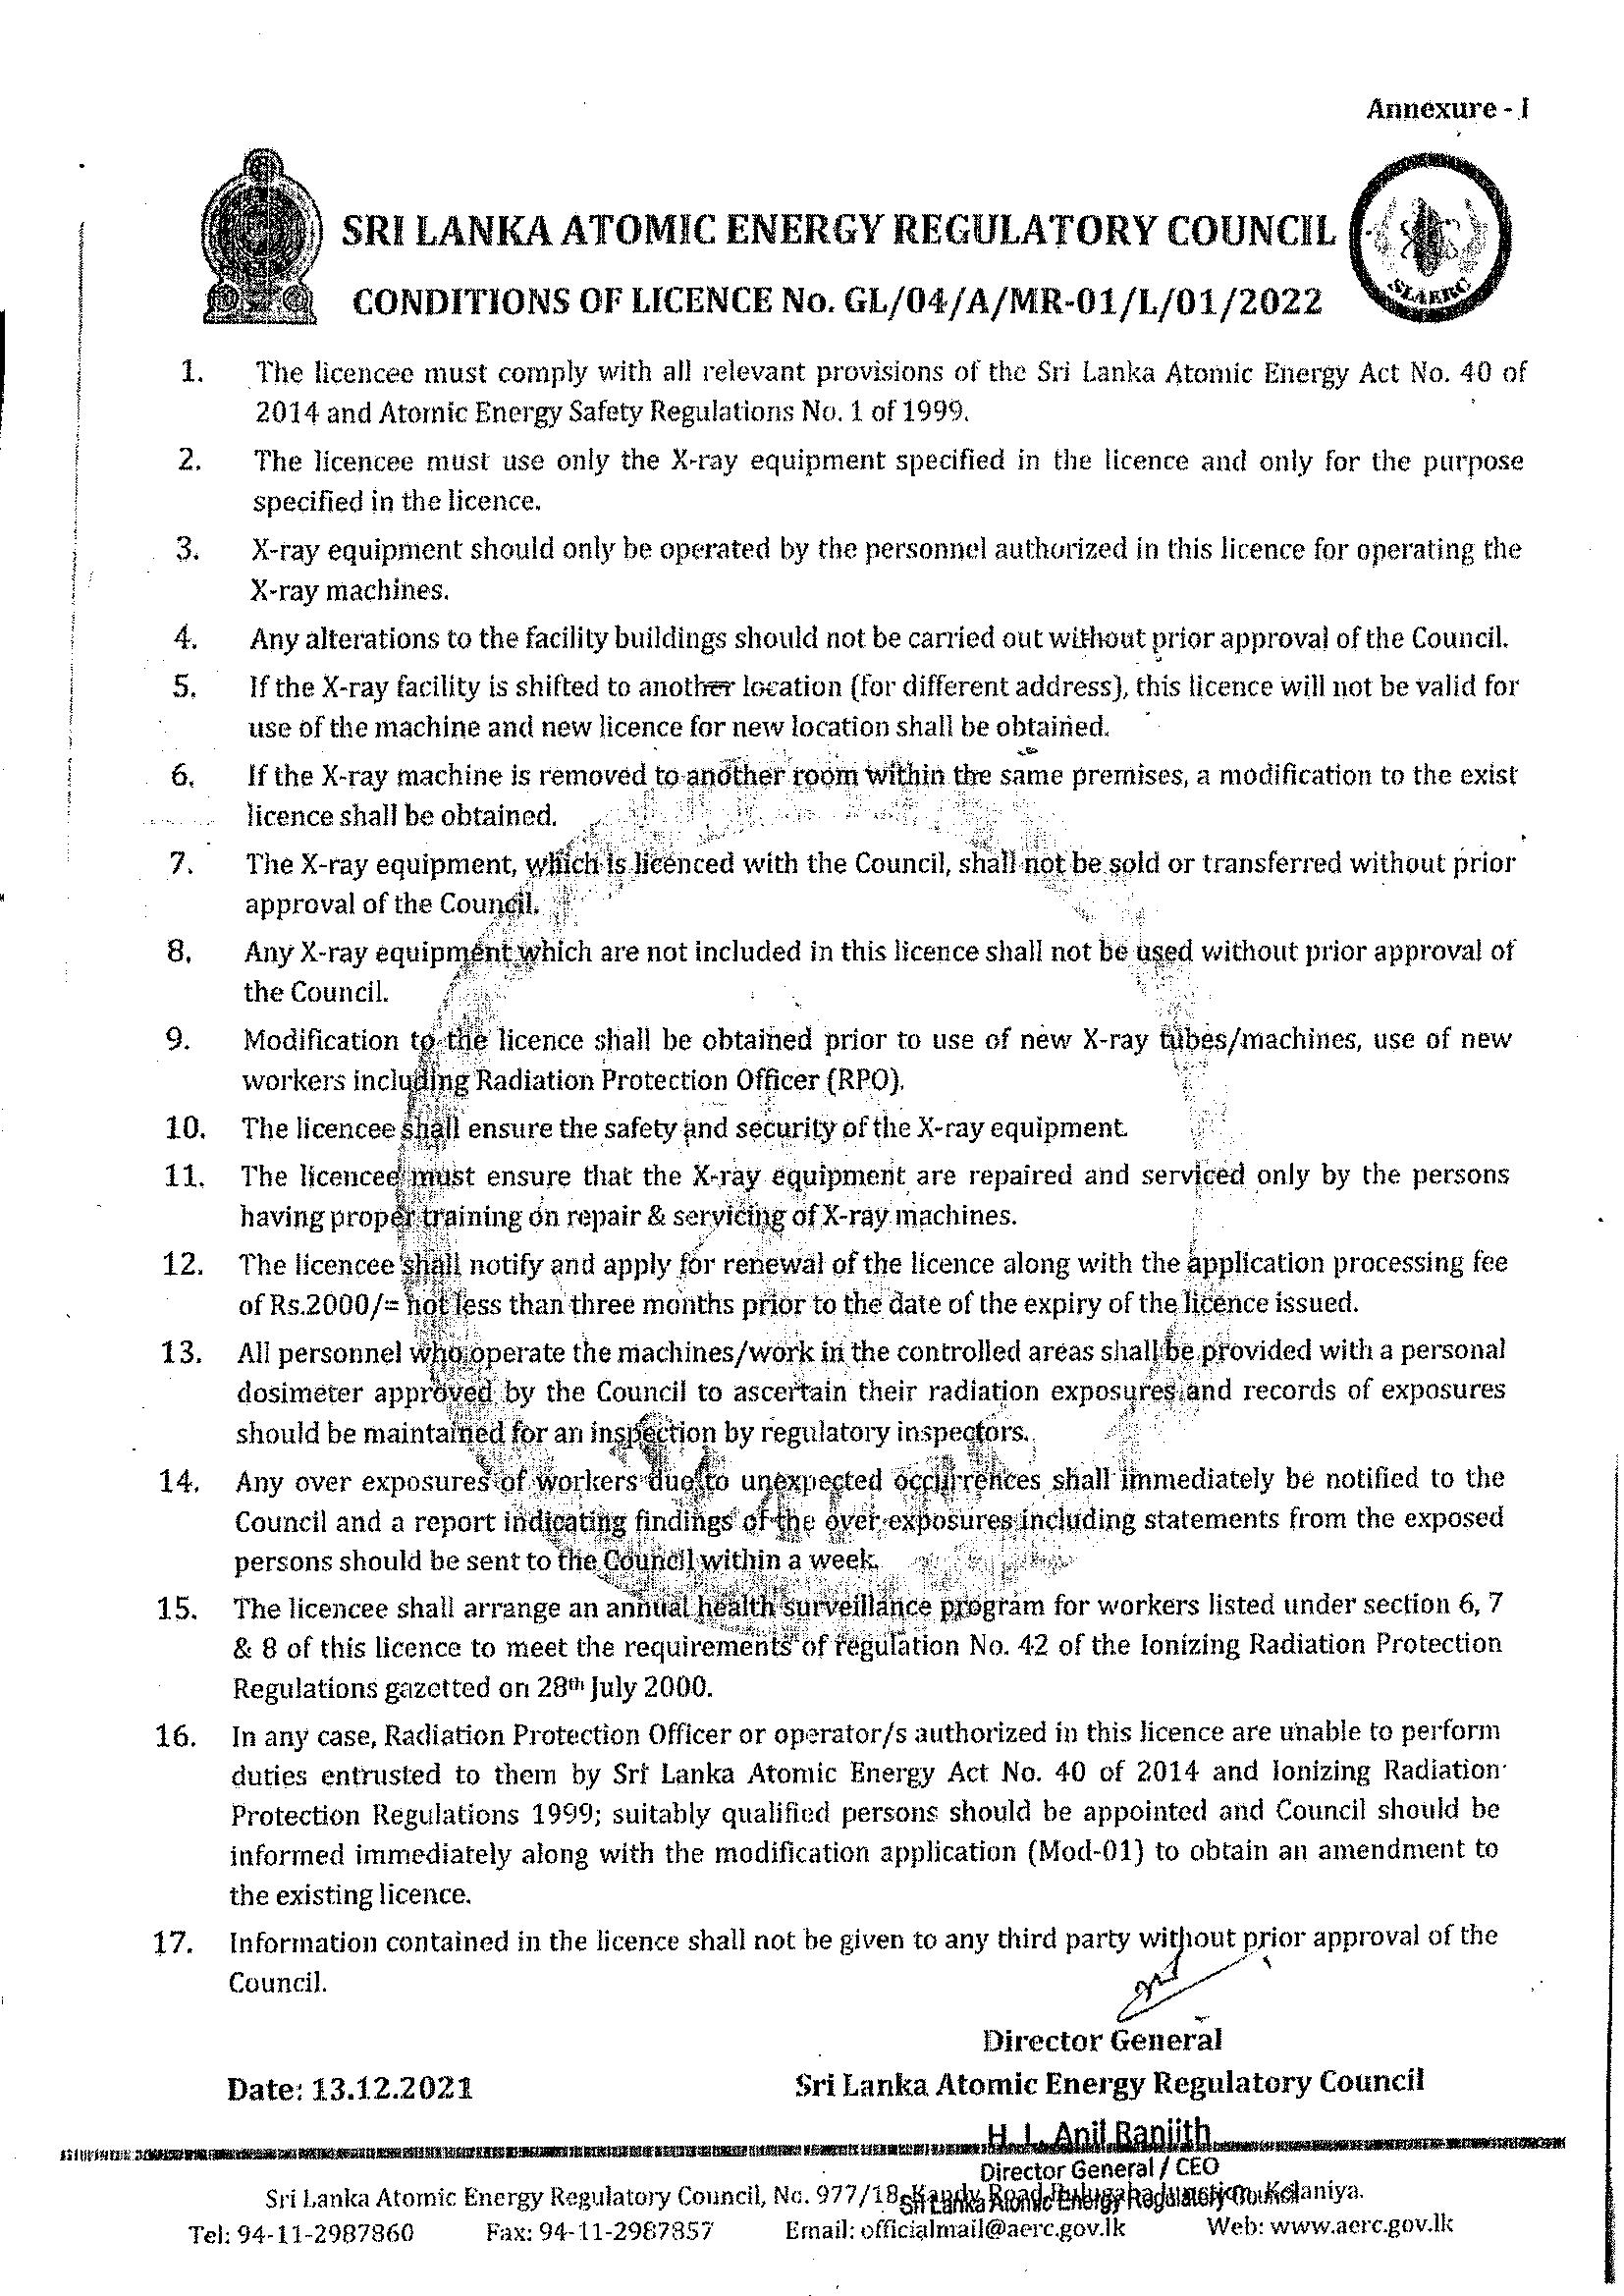 Annexure - I
SRI LANKA ATOMIC ENERGY REGULATORY COUNCIL
SLAERC
CONDITIONS OF LICENCE No. GL/04/A/MR-01/L/01/2022
1. The licencee must comply with all relevant provisions of the Sri Lanka Atomic Energy Act No. 40 of
2014 and Atomic Energy Safety Regulations No. 1 of 1999.
2. The licencee must use only the X-ray equipment specified in the licence and only for the purpose
specified in the licence.
3. X-ray equipment should only be operated by the personnel authorized in this licence for operating the
X-ray machines.
4. Any alterations to the facility buildings should not be carried out without prior approval of the Council.
5. If the X-ray facility is shifted to another location (for different address), this licence will not be valid for
use of the machine and new licence for new location shall be obtained.
6. If the X-ray machine is removed to another room within the same premises, a modification to the exist
licence shall be obtained.
7. The X-ray equipment, which is licenced with the Council, shall not be sold or transferred without prior
approval of the Council.
8. Any X-ray equipment which are not included in this licence shall not be used without prior approval of
the Council.
9. Modification to the licence shall be obtained prior to use of new X-ray tubes/machines, use of new
workers including Radiation Protection Officer (RPO).
10. The licencee shall ensure the safety and security of the X-ray equipment.
11. The licencee must ensure that the X-ray equipment are repaired and serviced only by the persons
having proper training on repair & servicing of X-ray machines.
12. The licencee shall notify and apply for renewal of the licence along with the application processing fee
of Rs.2000/= not less than three months prior to the date of the expiry of the licence issued.
13. All personnel who operate the machines/work in the controlled areas shall be provided with a personal
dosimeter approved by the Council to ascertain their radiation exposures and records of exposures
should be maintained for an inspection by regulatory inspectors.
14. Any over exposures of workers due to unexpected occurrences shall immediately be notified to the
Council and a report indicating findings of the over exposures including statements from the exposed
persons should be sent to the Council within a week.
15. The licencee shall arrange an annual health surveillance program for workers listed under section 6, 7
& 8 of this licence to meet the requirements of regulation No. 42 of the Ionizing Radiation Protection
Regulations gazetted on 28th July 2000.
16. In any case, Radiation Protection Officer or operator/s authorized in this licence are unable to perform
duties entrusted to them by Sri Lanka Atomic Energy Act No. 40 of 2014 and Ionizing Radiation
Protection Regulations 1999; suitably qualified persons should be appointed and Council should be
informed immediately along with the modification application (Mod-01) to obtain an amendment to
the existing licence.
17. Information contained in the licence shall not be given to any third party without prior approval of the
Council.
Director General
Date: 13.12.2021 Sri Lanka Atomic Energy Regulatory Council
H. L. Anil Ranjith
Director General / CEO
Sri Lanka Atomic Energy Regulatory Council
Sri Lanka Atomic Energy Regulatory Council, No. 977/18, Kandy Road, Junction, Kelaniya.
Tel: 94-11-2987860 Fax: 94-11-2987857 Email: officialmail@aerc.gov.lk Web: www.aerc.gov.lk